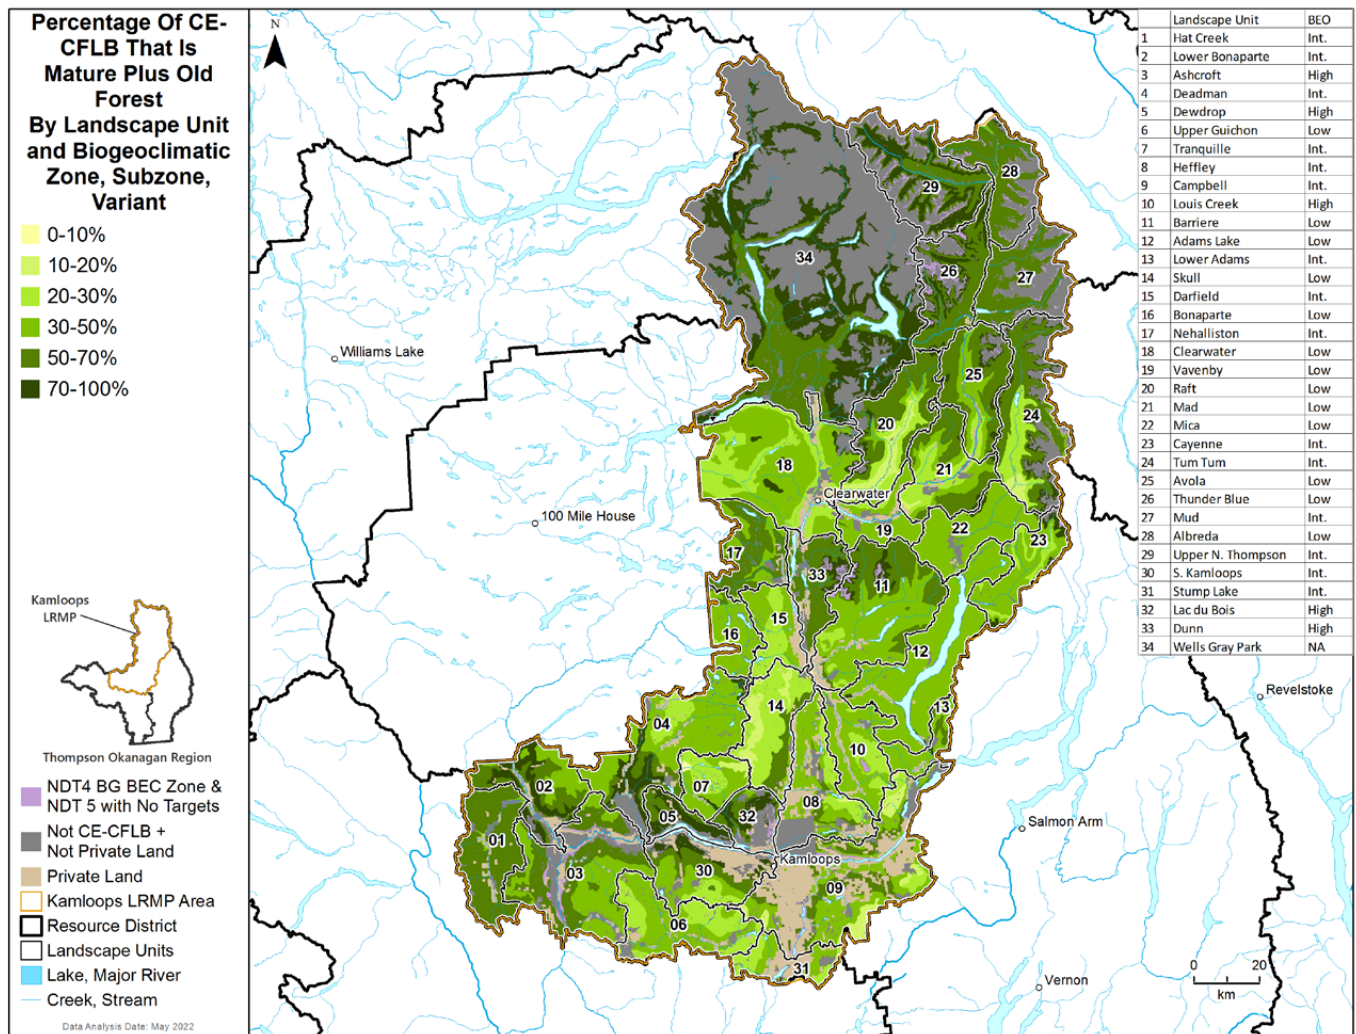 Percentage Of CE-
CFLB That Is
Mature Plus Old
Forest
By Landscape Unit
and Biogeoclimatic
Zone, Subzone,
Variant
0-10%
10-20%
20-30%
30-50%
50-70%
70-100%
Kamloops
LRMP
Thompson Okanagan Region
NDT4 BG BEC Zone &
NDT 5 with No Targets
Not CE-CFLB +
Not Private Land
Private Land
Kamloops LRMP Area
Resource District
Landscape Units
Lake, Major River
Creek, Stream
Data Analysis Date: May 2022
N
Landscape Unit BEO
1 Hat Creek Int.
2 Lower Bonaparte Int.
3 Ashcroft High
4 Deadman Int.
5 Dewdrop High
6 Upper Guichon Low
7 Tranquille Int.
8 Heffley Int.
9 Campbell Int.
10 Louis Creek High
11 Barriere Low
12 Adams Lake Low
13 Lower Adams Int.
14 Skull Low
15 Darfield Int.
16 Bonaparte Low
17 Nehalliston Int.
18 Clearwater Low
19 Vavenby Low
20 Raft Low
21 Mad Low
22 Mica Low
23 Cayenne Int.
24 Tum Tum Int.
25 Avola Low
26 Thunder Blue Low
27 Mud Int.
28 Albreda Low
29 Upper N. Thompson Int.
30 S. Kamloops Int.
31 Stump Lake Int.
32 Lac du Bois High
33 Dunn High
34 Wells Gray Park NA
28
29
34
26
27
Williams Lake
25
24
20
18
21
Clearwater
100 Mile House
19
22
23
17
33
11
15
16
12
Revelstoke
14
13
04
10
02
07
08
05
32
Salmon Arm
01
Kamloops
03
30
09
06
31
Vernon
0 20
km